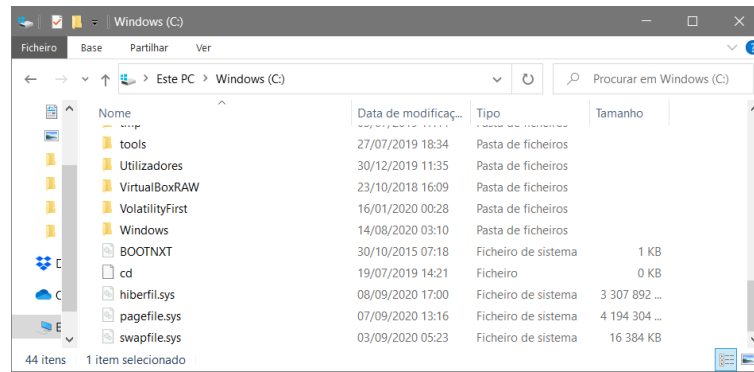 Windows (C:)
Ficheiro Base Partilhar Ver
Este PC > Windows (C:) Procurar em Windows (C:)
Nome Data de modificaç... Tipo Tamanho
tools 27/07/2019 18:34 Pasta de ficheiros
Utilizadores 30/12/2019 11:35 Pasta de ficheiros
VirtualBoxRAW 23/10/2018 16:09 Pasta de ficheiros
VolatilityFirst 16/01/2020 00:28 Pasta de ficheiros
Windows 14/08/2020 03:10 Pasta de ficheiros
BOOTNXT 30/10/2015 07:18 Ficheiro de sistema 1 KB
cd 19/07/2019 14:21 Ficheiro 0 KB
hiberfil.sys 08/09/2020 17:00 Ficheiro de sistema 3 307 892 ...
pagefile.sys 07/09/2020 13:16 Ficheiro de sistema 4 194 304 ...
swapfile.sys 03/09/2020 05:23 Ficheiro de sistema 16 384 KB
44 itens 1 item selecionado